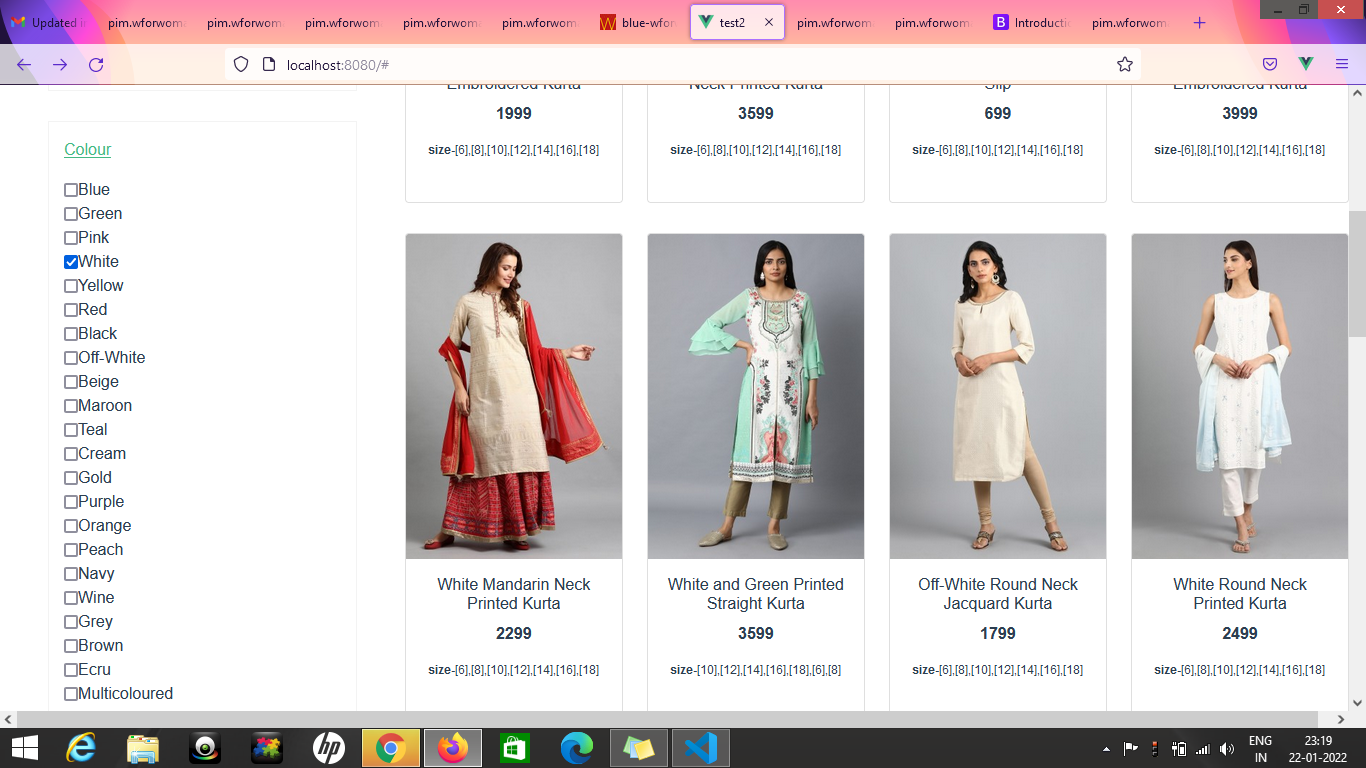 Updated in
pim.wforwom
pim.wforwom
pim.wforwom
pim.wforwom
blue-wfor
test2
pim.wforwom
pim.wforwom
Introductio
pim.wforwom
localhost:8080/#
Embroidered Kurta
Neck Printed Kurta
Slip
Embroidered Kurta
1999
3599
699
3999
size-[6],[8],[10],[12],[14],[16],[18]
size-[6],[8],[10],[12],[14],[16],[18]
size-[6],[8],[10],[12],[14],[16],[18]
size-[6],[8],[10],[12],[14],[16],[18]
Colour
Blue
Green
Pink
White
Yellow
Red
Black
Off-White
Beige
Maroon
Teal
Cream
Gold
Purple
Orange
Peach
Navy
Wine
Grey
Brown
Ecru
Multicoloured
White Mandarin Neck
Printed Kurta
2299
size-[6],[8],[10],[12],[14],[16],[18]
White and Green Printed
Straight Kurta
3599
size-[10],[12],[14],[16],[18],[6],[8]
Off-White Round Neck
Jacquard Kurta
1799
size-[6],[8],[10],[12],[14],[16],[18]
White Round Neck
Printed Kurta
2499
size-[6],[8],[10],[12],[14],[16],[18]
ENG
IN
23:19
22-01-2022